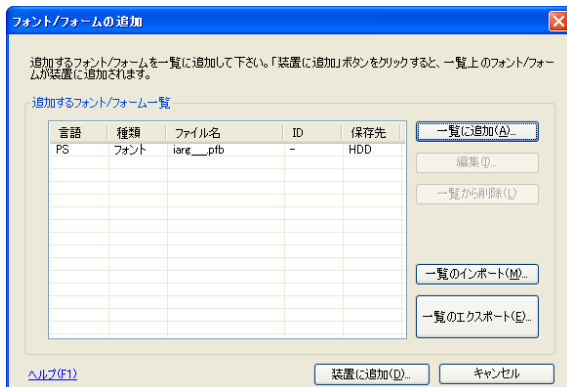 フォント/フォームの追加
追加するフォント/フォームを一覧に追加して下さい。「装置に追加」ボタンをクリックすると、一覧上のフォント/フォー
ムが装置に追加されます。
追加するフォント/フォーム一覧
言語 種類 ファイル名 ID 保存先
PS フォント iarg___.pfb - HDD
一覧に追加(A)...
編集(I)...
一覧から削除(L)
一覧のインポート(M)...
一覧のエクスポート(E)...
ヘルプ(F1)
装置に追加(D)...
キャンセル